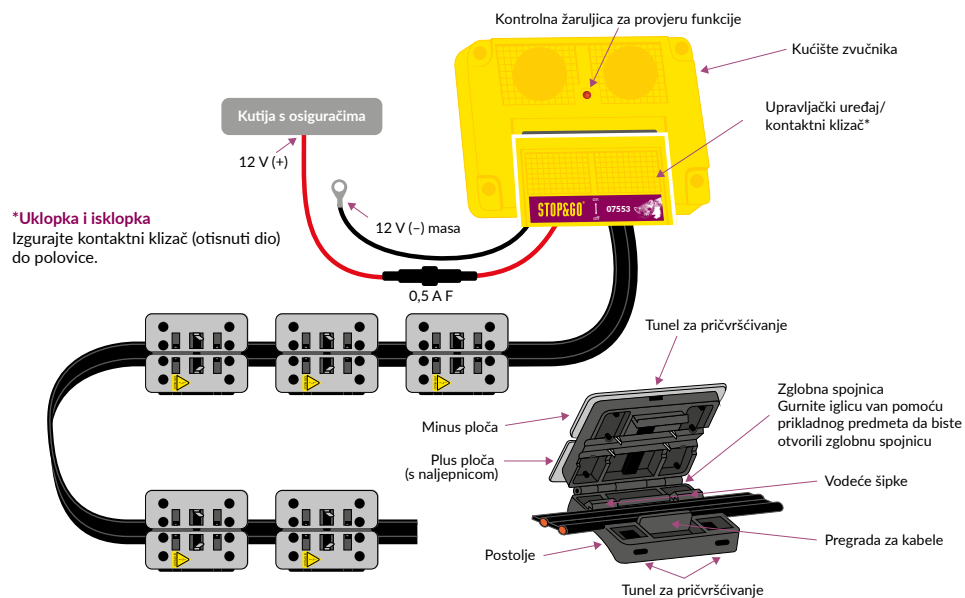 Kontrolna žaruljica za provjeru funkcije
Kućište zvučnika
Upravljački uređaj/
kontaktni klizač*
Kutija s osiguračima
12 V (+)
12 V (–) masa
0,5 A F
STOP&GO®
on
off
07553
*Uklopka i isklopka
Izgurajte kontaktni klizač (otisnuti dio)
do polovice.
Tunel za pričvršćivanje
Minus ploča
Plus ploča
(s naljepnicom)
Zglobna spojnica
Gurnite iglicu van pomoću
prikladnog predmeta da biste
otvorili zglobnu spojnicu
Vodeće šipke
Pregrada za kabele
Postolje
Tunel za pričvršćivanje